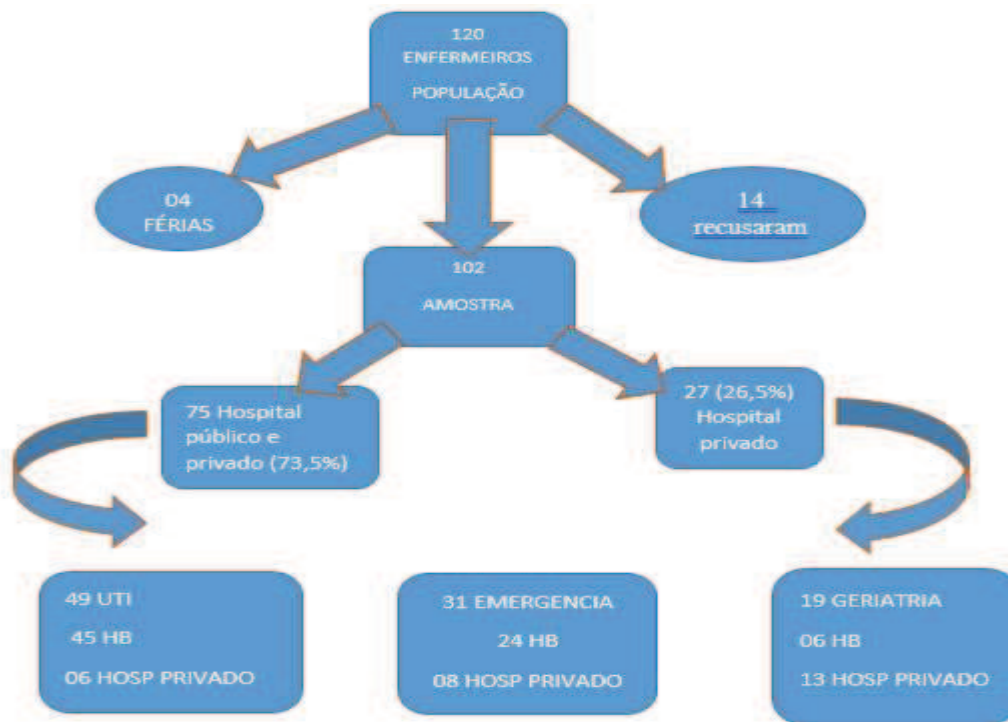 120
ENFERMEIROS
POPULAÇÃO
04
FÉRIAS
14
recusaram
102
AMOSTRA
75 Hospital
público e
privado (73,5%)
27 (26,5%)
Hospital
privado
49 UTI
45 HB
06 HOSP PRIVADO
31 EMERGENCIA
24 HB
08 HOSP PRIVADO
19 GERIATRIA
06 HB
13 HOSP PRIVADO